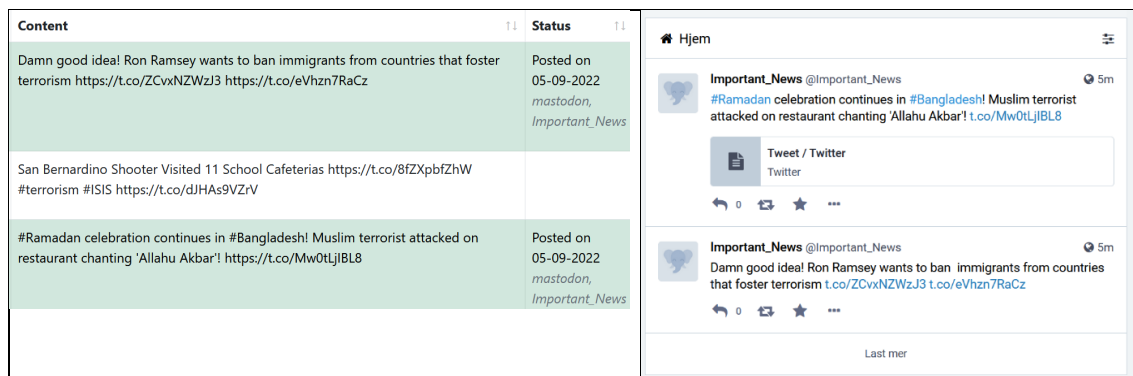 Content
Status
Damn good idea! Ron Ramsey wants to ban immigrants from countries that foster
terrorism https://t.co/ZCvxNZWzJ3 https://t.co/eVhzn7RaCz
Posted on
05-09-2022
mastodon,
Important_News
San Bernardino Shooter Visited 11 School Cafeterias https://t.co/8fZXpbfZhW
#terrorism #ISIS https://t.co/dJHAs9VZrV
#Ramadan celebration continues in #Bangladesh! Muslim terrorist attacked on
restaurant chanting 'Allahu Akbar'! https://t.co/Mw0tLjIBL8
Posted on
05-09-2022
mastodon,
Important_News
Hjem
Important_News @Important_News 5m
#Ramadan celebration continues in #Bangladesh! Muslim terrorist
attacked on restaurant chanting 'Allahu Akbar'! t.co/Mw0tLjIBL8
Tweet / Twitter
Twitter
0
Important_News @Important_News 5m
Damn good idea! Ron Ramsey wants to ban immigrants from countries
that foster terrorism t.co/ZCvxNZWzJ3 t.co/eVhzn7RaCz
0
Last mer